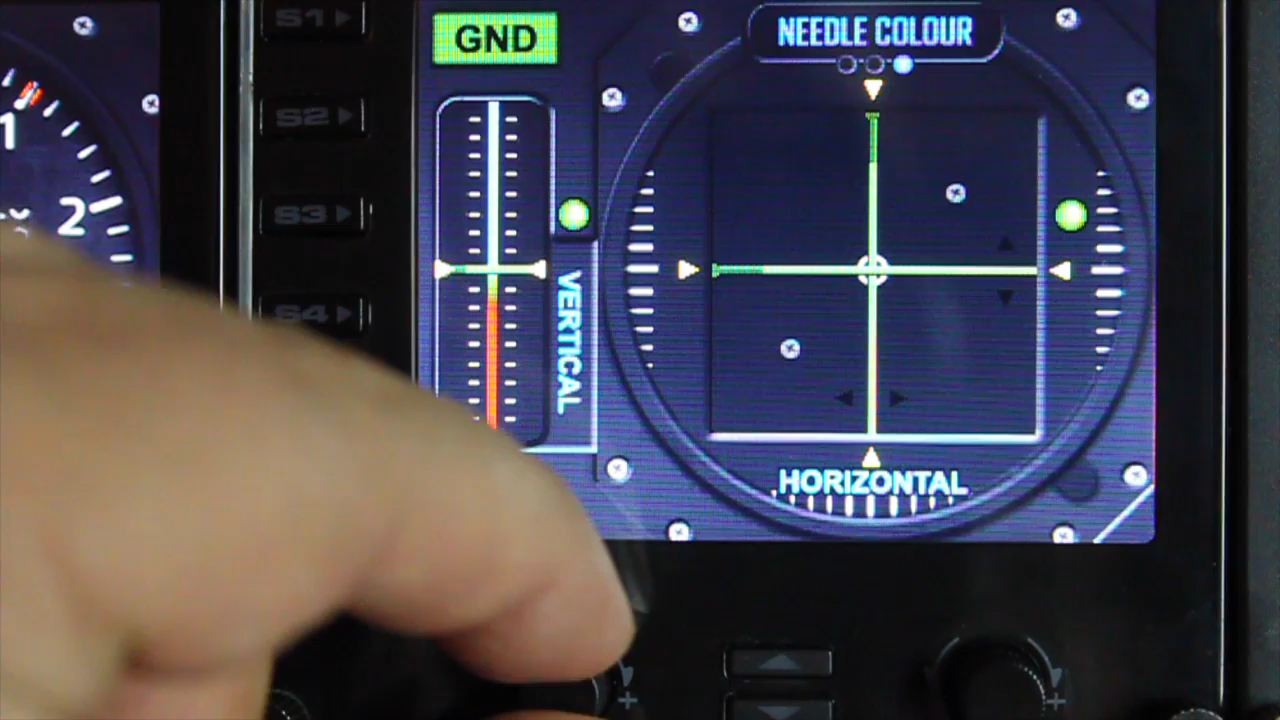 S1
S2
S3
S4
1
2
GND
NEEDLE COLOUR
VERTICAL
HORIZONTAL
+
+